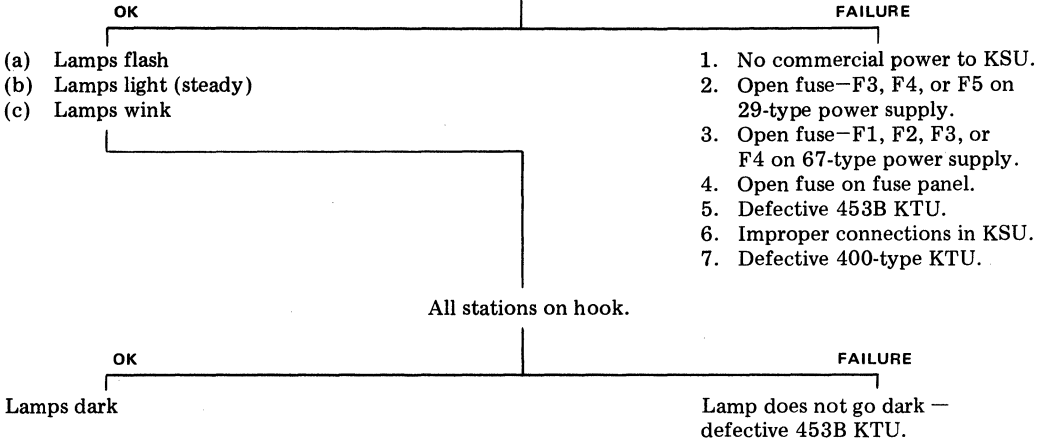 OK
FAILURE
(a) Lamps flash
(b) Lamps light (steady)
(c) Lamps wink
1. No commercial power to KSU.
2. Open fuse—F3, F4, or F5 on
29-type power supply.
3. Open fuse—F1, F2, F3, or
F4 on 67-type power supply.
4. Open fuse on fuse panel.
5. Defective 453B KTU.
6. Improper connections in KSU.
7. Defective 400-type KTU.
All stations on hook.
OK
FAILURE
Lamps dark
Lamp does not go dark —
defective 453B KTU.